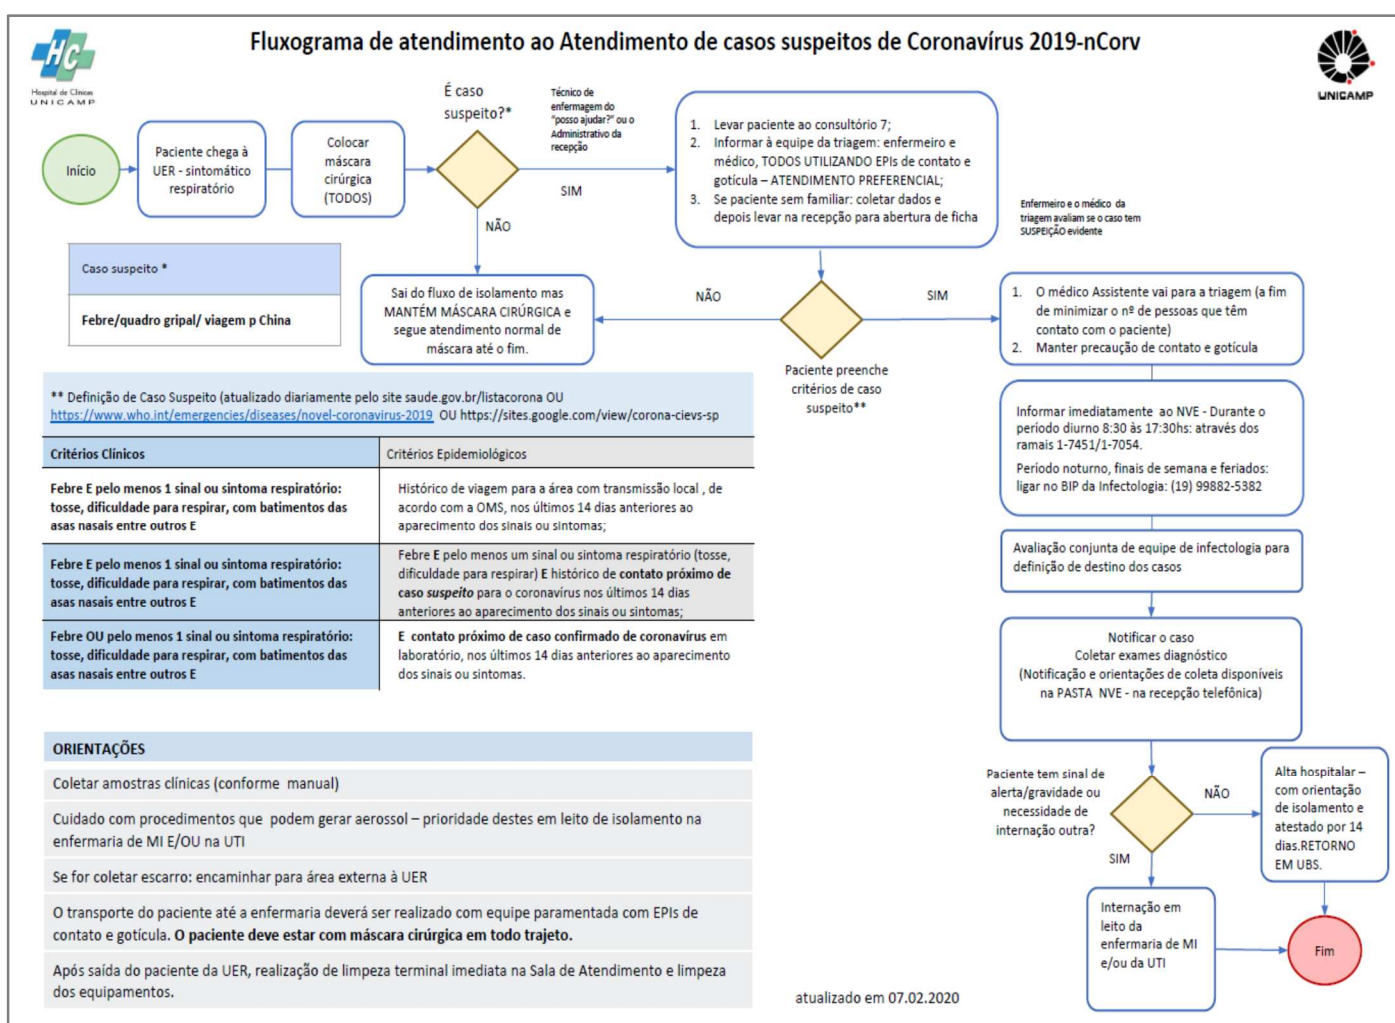 Fluxograma de atendimento ao Atendimento de casos suspeitos de Coronavírus 2019-nCorv
HC
Hospital de Clínicas
UNICAMP
UNICAMP
Início
Paciente chega à
UER - sintomático
respiratório
Colocar
máscara
cirúrgica
(TODOS)
É caso
suspeito?*
Técnico de
enfermagem do
"posso ajudar?" ou o
Administrativo da
recepção
SIM
NÃO
1. Levar paciente ao consultório 7;
2. Informar à equipe da triagem: enfermeiro e
médico, TODOS UTILIZANDO EPIs de contato e
gotícula – ATENDIMENTO PREFERENCIAL;
3. Se paciente sem familiar: coletar dados e
depois levar na recepção para abertura de ficha
Enfermeiro e o médico da
triagem avaliam se o caso tem
SUSPEIÇÃO evidente
Caso suspeito *
Febre/quadro gripal/ viagem p China
Sai do fluxo de isolamento mas
MANTÉM MÁSCARA CIRÚRGICA e
segue atendimento normal de
máscara até o fim.
NÃO
SIM
Paciente preenche
critérios de caso
suspeito**
1. O médico Assistente vai para a triagem (a fim
de minimizar o nº de pessoas que têm
contato com o paciente)
2. Manter precaução de contato e gotícula
** Definição de Caso Suspeito (atualizado diariamente pelo site saude.gov.br/listacorona OU
https://www.who.int/emergencies/diseases/novel-coronavirus-2019 OU https://sites.google.com/view/corona-cievs-sp
Critérios Clínicos
Critérios Epidemiológicos
Febre E pelo menos 1 sinal ou sintoma respiratório:
tosse, dificuldade para respirar, com batimentos das
asas nasais entre outros E
Histórico de viagem para a área com transmissão local , de
acordo com a OMS, nos últimos 14 dias anteriores ao
aparecimento dos sinais ou sintomas;
Febre E pelo menos 1 sinal ou sintoma respiratório:
tosse, dificuldade para respirar, com batimentos das
asas nasais entre outros E
Febre E pelo menos um sinal ou sintoma respiratório (tosse,
dificuldade para respirar) E histórico de contato próximo de
caso suspeito para o coronavírus nos últimos 14 dias
anteriores ao aparecimento dos sinais ou sintomas;
Febre OU pelo menos 1 sinal ou sintoma respiratório:
tosse, dificuldade para respirar, com batimentos das
asas nasais entre outros E
E contato próximo de caso confirmado de coronavírus em
laboratório, nos últimos 14 dias anteriores ao aparecimento
dos sinais ou sintomas.
Informar imediatamente ao NVE - Durante o
período diurno 8:30 às 17:30hs: através dos
ramais 1-7451/1-7054.
Período noturno, finais de semana e feriados:
ligar no BIP da Infectologia: (19) 99882-5382
Avaliação conjunta de equipe de infectologia para
definição de destino dos casos
Notificar o caso
Coletar exames diagnóstico
(Notificação e orientações de coleta disponíveis
na PASTA NVE - na recepção telefônica)
Paciente tem sinal de
alerta/gravidade ou
necessidade de
internação outra?
NÃO
SIM
Alta hospitalar –
com orientação
de isolamento e
atestado por 14
dias.RETORNO
EM UBS.
Internação em
leito da
enfermaria de MI
e/ou da UTI
Fim
ORIENTAÇÕES
Coletar amostras clínicas (conforme manual)
Cuidado com procedimentos que podem gerar aerossol – prioridade destes em leito de isolamento na
enfermaria de MI E/OU na UTI
Se for coletar escarro: encaminhar para área externa à UER
O transporte do paciente até a enfermaria deverá ser realizado com equipe paramentada com EPIs de
contato e gotícula. O paciente deve estar com máscara cirúrgica em todo trajeto.
Após saída do paciente da UER, realização de limpeza terminal imediata na Sala de Atendimento e limpeza
dos equipamentos.
atualizado em 07.02.2020